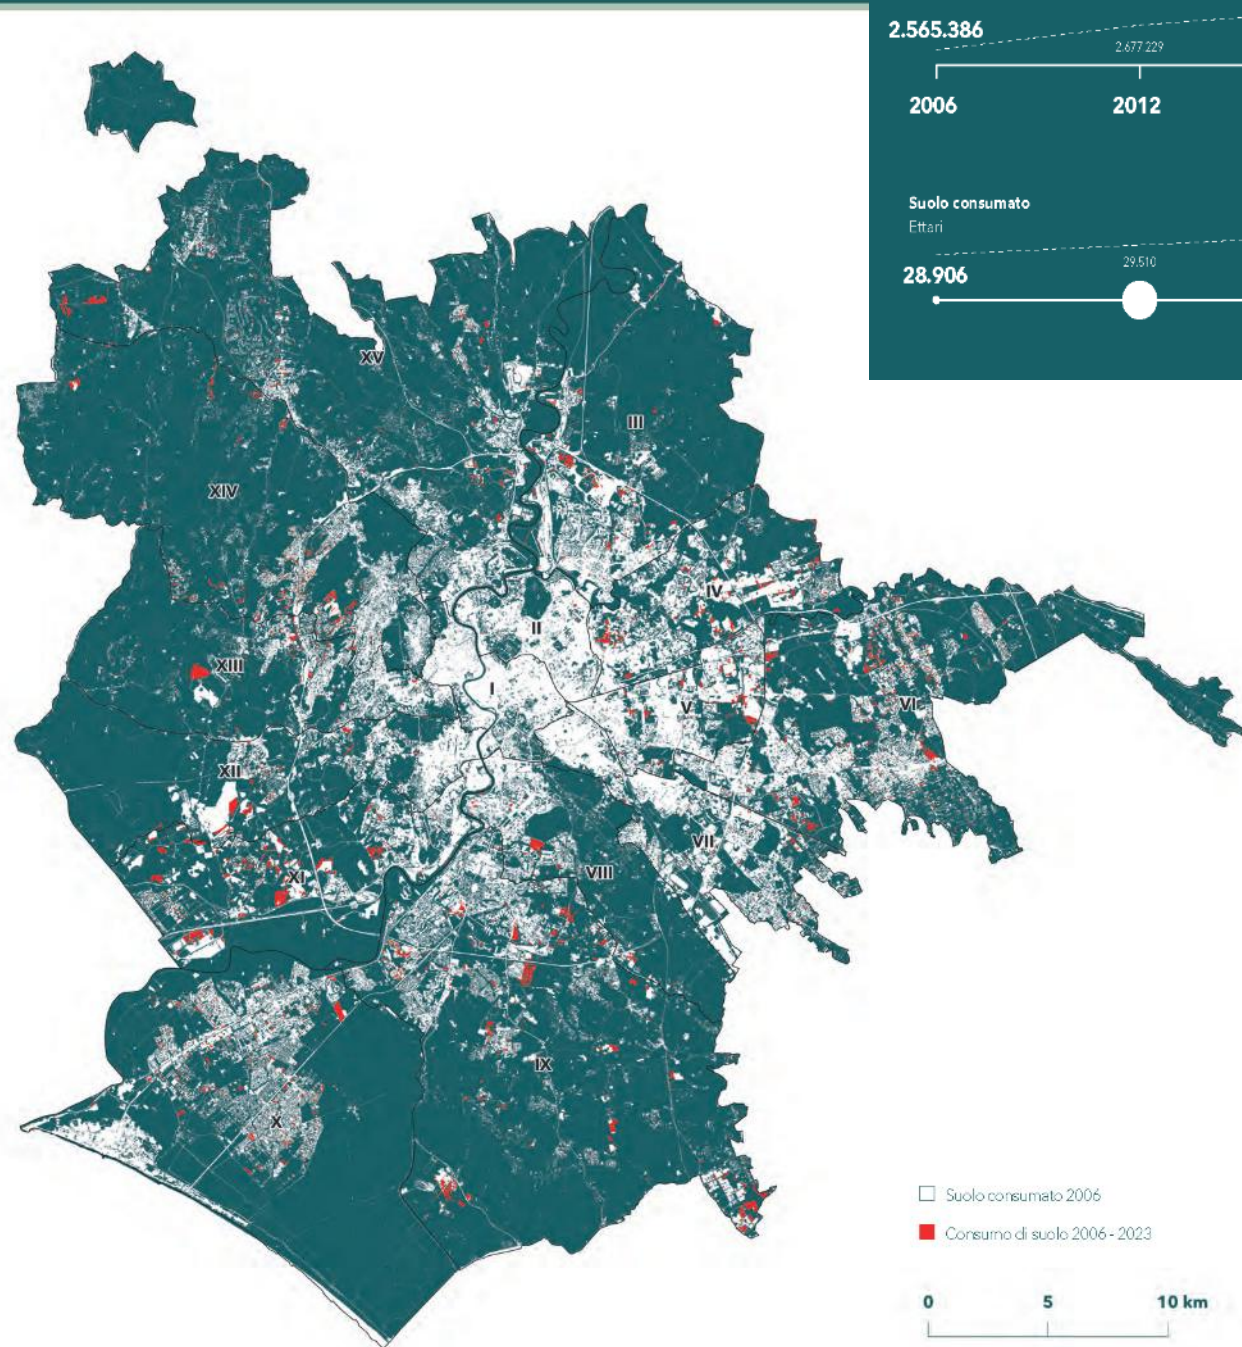 2.565.386
2.677.229
2006
2012
Suolo consumato
Ettari
29.510
28.906
XV
III
XIV
IV
II
XIII
I
V
VI
XII
VII
XI
VIII
IX
X
Suolo consumato 2006
Consumo di suolo 2006 - 2023
0
5
10 km